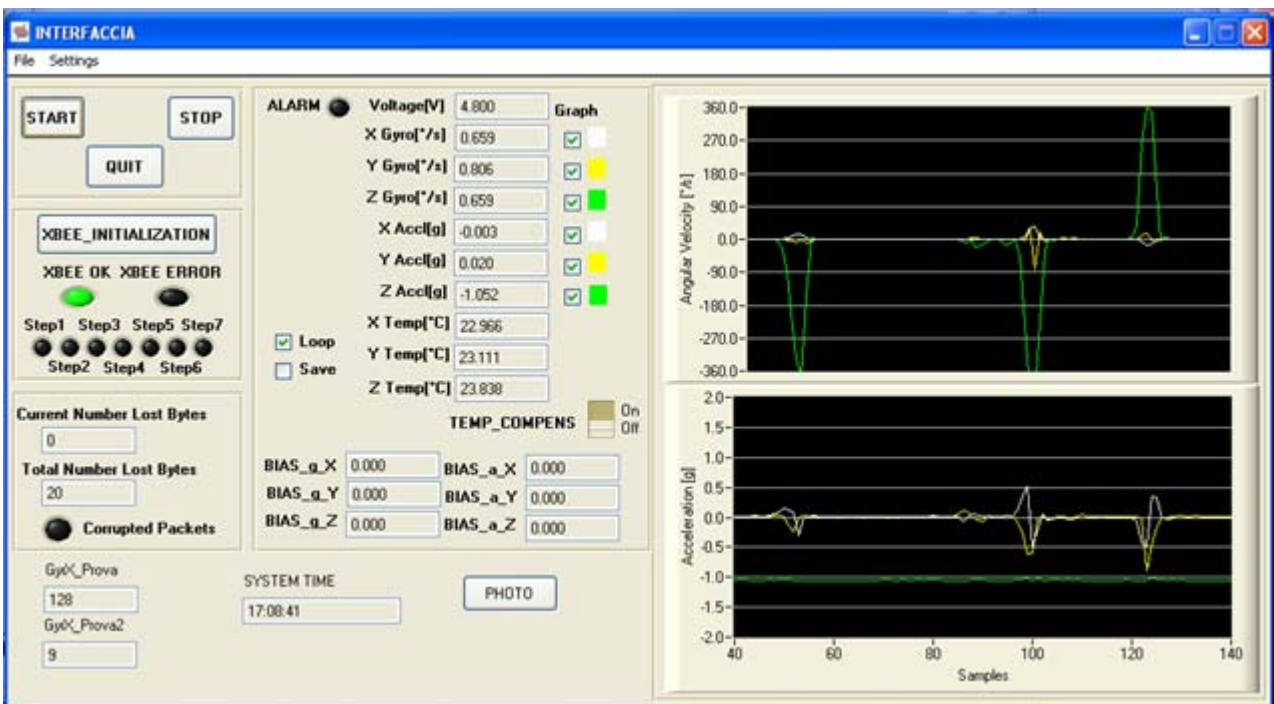 INTERFACCIA
File Settings
START STOP
QUIT
XBEE_INITIALIZATION
XBEE OK XBEE ERROR
Step1 Step3 Step5 Step7
Step2 Step4 Step6
Current Number Lost Bytes
0
Total Number Lost Bytes
20
Corrupted Packets
GyrX_Prova
128
GyrX_Prova2
9
ALARM Voltage[V] 4.800 Graph
X Gyro[°/s] 0.659
Y Gyro[°/s] 0.806
Z Gyro[°/s] 0.659
X Accl[g] -0.003
Y Accl[g] 0.020
Z Accl[g] -1.052
X Temp[°C] 22.966
Loop
Y Temp[°C] 23.111
Save
Z Temp[°C] 23.838
TEMP_COMPENS On
Off
BIAS_g_X 0.000 BIAS_a_X 0.000
BIAS_g_Y 0.000 BIAS_a_Y 0.000
BIAS_g_Z 0.000 BIAS_a_Z 0.000
SYSTEM TIME
17:08:41
PHOTO
Angular Velocity [°/s]
360.0
270.0
180.0
90.0
0.0
-90.0
-180.0
-270.0
-360.0
Acceleration [g]
2.0
1.5
1.0
0.5
0.0
-0.5
-1.0
-1.5
-2.0
40 60 80 100 120 140
Samples